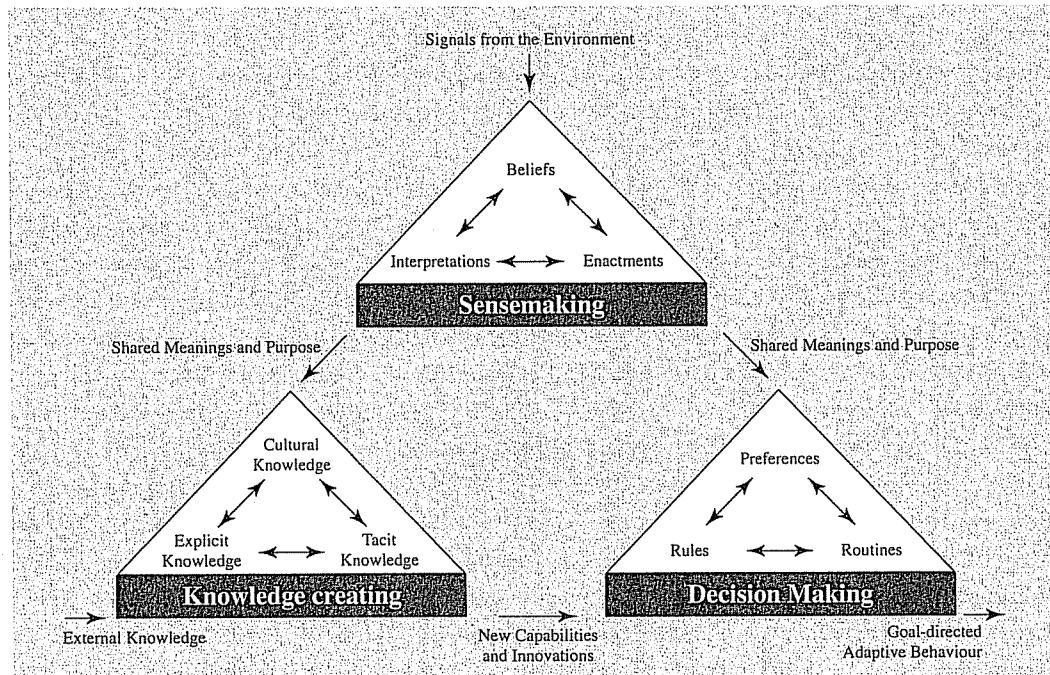 Signals from the Environment
Beliefs
Interpretations
Enactments
Sensemaking
Shared Meanings and Purpose
Shared Meanings and Purpose
Cultural
Knowledge
Explicit
Knowledge
Tacit
Knowledge
Knowledge creating
Preferences
Rules
Routines
Decision Making
External Knowledge
New Capabilities
and Innovations
Goal-directed
Adaptive Behaviour